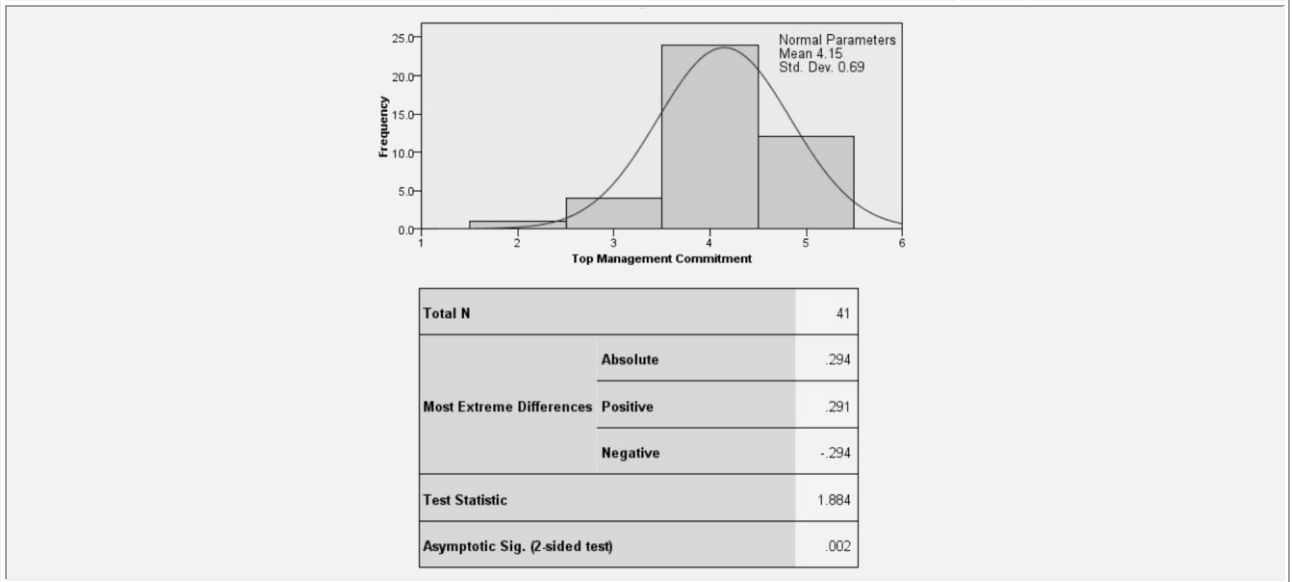 Normal Parameters
Mean 4.15
Std. Dev. 0.69
25.0
20.0
15.0
10.0
5.0
0.0
Frequency
1 2 3 4 5 6
Top Management Commitment
Total N 41
Most Extreme Differences Absolute .294
Positive .291
Negative -.294
Test Statistic 1.884
Asymptotic Sig. (2-sided test) .002